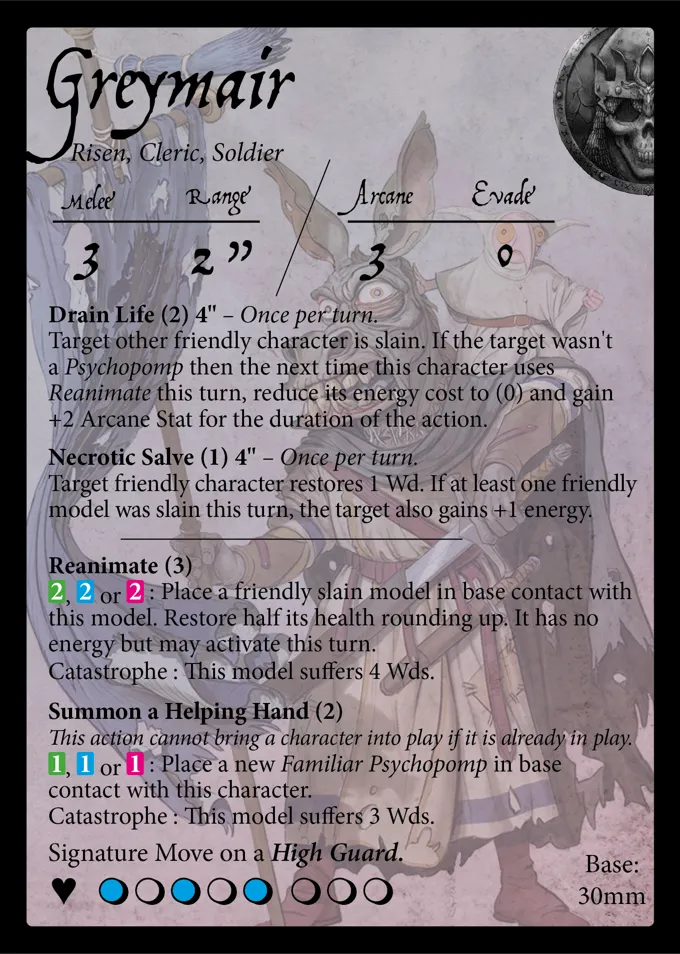 Greymair
Risen, Cleric, Soldier
Melee Range Arcane Evade
3 2" 3 0
Drain Life (2) 4" – Once per turn.
Target other friendly character is slain. If the target wasn't
a Psychopomp then the next time this character uses
Reanimate this turn, reduce its energy cost to (0) and gain
+2 Arcane Stat for the duration of the action.
Necrotic Salve (1) 4" – Once per turn.
Target friendly character restores 1 Wd. If at least one friendly
model was slain this turn, the target also gains +1 energy.
Reanimate (3)
2, 2 or 2 : Place a friendly slain model in base contact with
this model. Restore half its health rounding up. It has no
energy but may activate this turn.
Catastrophe : This model suffers 4 Wds.
Summon a Helping Hand (2)
This action cannot bring a character into play if it is already in play.
1, 1 or 1 : Place a new Familiar Psychopomp in base
contact with this character.
Catastrophe : This model suffers 3 Wds.
Signature Move on a High Guard.
Base:
30mm